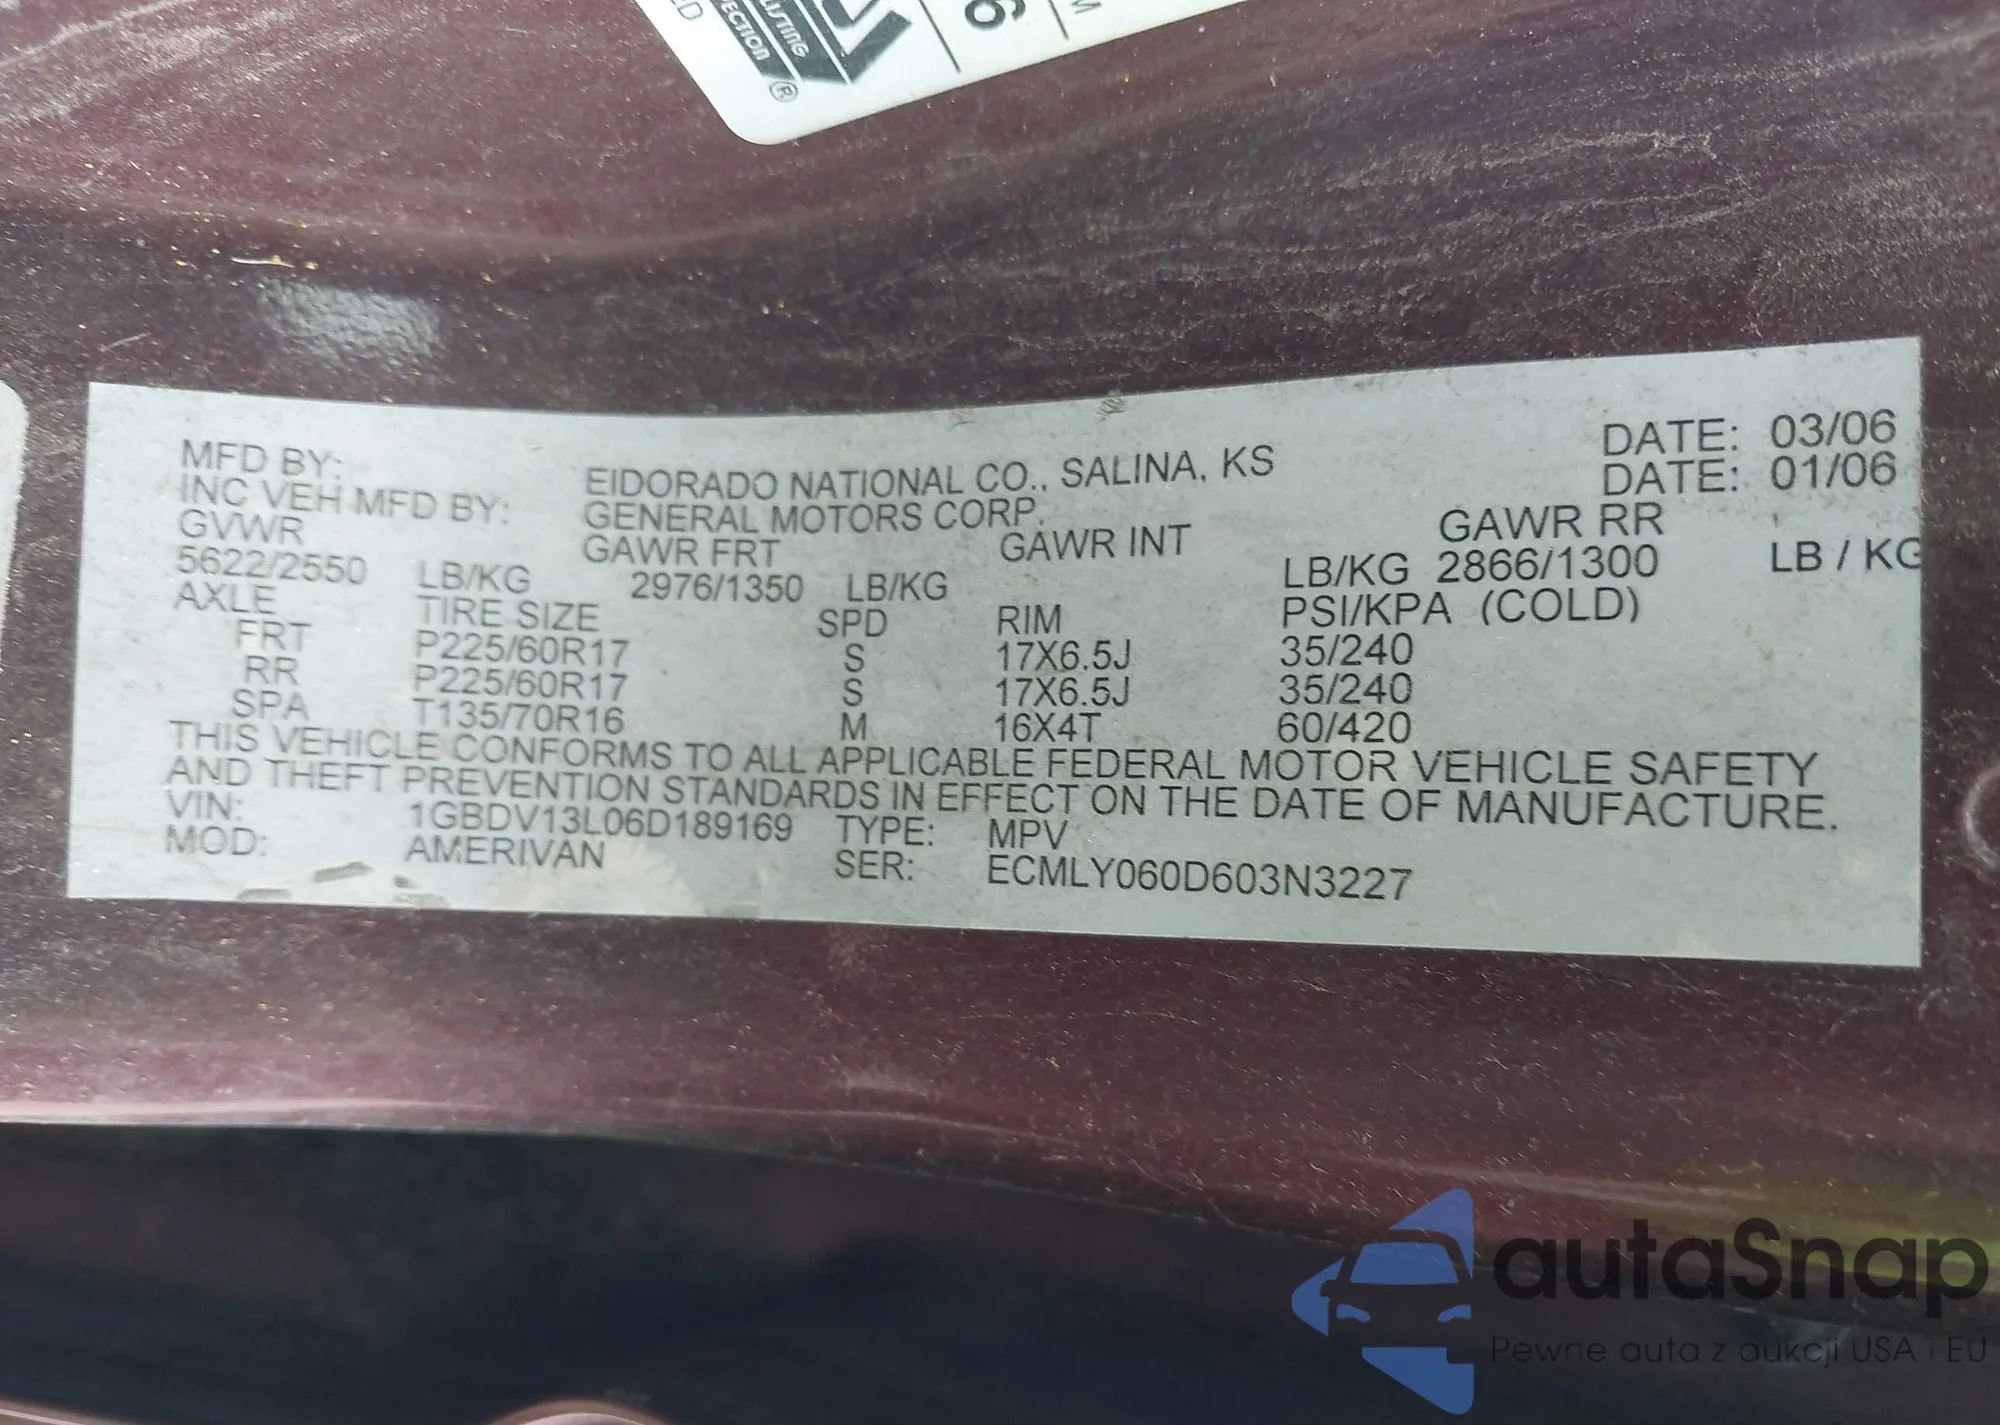 ED
ECTION
LISTING
®
6
M
MFD BY: EIDORADO NATIONAL CO., SALINA, KS DATE: 03/06
INC VEH MFD BY: GENERAL MOTORS CORP. DATE: 01/06
GVWR GAWR FRT GAWR INT GAWR RR
5622/2550 LB/KG 2976/1350 LB/KG LB/KG 2866/1300 LB / KG
AXLE TIRE SIZE SPD RIM PSI/KPA (COLD)
FRT P225/60R17 S 17X6.5J 35/240
RR P225/60R17 S 17X6.5J 35/240
SPA T135/70R16 M 16X4T 60/420
THIS VEHICLE CONFORMS TO ALL APPLICABLE FEDERAL MOTOR VEHICLE SAFETY
AND THEFT PREVENTION STANDARDS IN EFFECT ON THE DATE OF MANUFACTURE.
VIN: 1GBDV13L06D189169 TYPE: MPV
MOD: AMERIVAN SER: ECMLY060D603N3227
autaSnap
Pewne auta z aukcji USA i EU